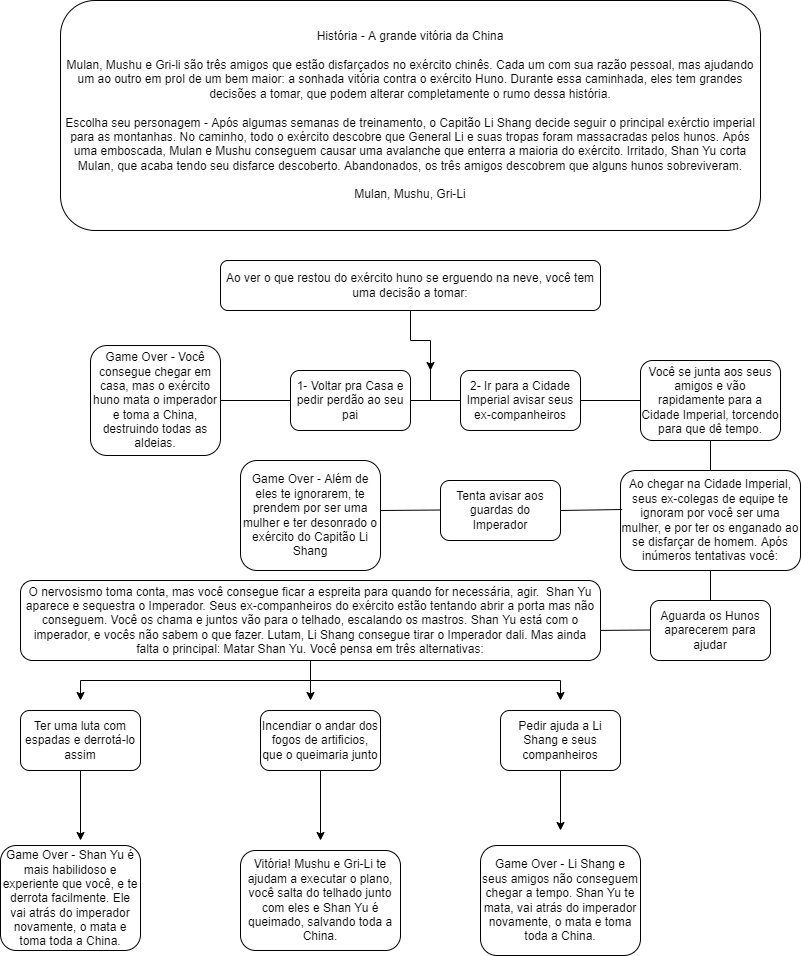 História - A grande vitória da China
Mulan, Mushu e Gri-li são três amigos que estão disfarçados no exército chinês. Cada um com sua razão pessoal, mas ajudando
um ao outro em prol de um bem maior: a sonhada vitória contra o exército Huno. Durante essa caminhada, eles tem grandes
decisões a tomar, que podem alterar completamente o rumo dessa história.
Escolha seu personagem - Após algumas semanas de treinamento, o Capitão Li Shang decide seguir o principal exérctio imperial
para as montanhas. No caminho, todo o exército descobre que General Li e suas tropas foram massacradas pelos hunos. Após
uma emboscada, Mulan e Mushu conseguem causar uma avalanche que enterra a maioria do exército. Irritado, Shan Yu corta
Mulan, que acaba tendo seu disfarce descoberto. Abandonados, os três amigos descobrem que alguns hunos sobreviveram.
Mulan, Mushu, Gri-Li
Ao ver o que restou do exército huno se erguendo na neve, você tem
uma decisão a tomar:
Game Over - Você
consegue chegar em
casa, mas o exército
huno mata o imperador
e toma a China,
destruindo todas as
aldeias.
1- Voltar pra Casa e
pedir perdão ao seu
pai
2- Ir para a Cidade
Imperial avisar seus
ex-companheiros
Você se junta aos seus
amigos e vão
rapidamente para a
Cidade Imperial, torcendo
para que dê tempo.
Game Over - Além de
eles te ignorarem, te
prendem por ser uma
mulher e ter desonrado o
exército do Capitão Li
Shang
Tenta avisar aos
guardas do
Imperador
Ao chegar na Cidade Imperial,
seus ex-colegas de equipe te
ignoram por você ser uma
mulher, e por ter os enganado ao
se disfarçar de homem. Após
inúmeros tentativas você:
O nervosismo toma conta, mas você consegue ficar a espreita para quando for necessária, agir. Shan Yu
aparece e sequestra o Imperador. Seus ex-companheiros do exército estão tentando abrir a porta mas não
conseguem. Você os chama e juntos vão para o telhado, escalando os mastros. Shan Yu está com o
imperador, e vocês não sabem o que fazer. Lutam, Li Shang consegue tirar o Imperador dali. Mas ainda
falta o principal: Matar Shan Yu. Você pensa em três alternativas:
Aguarda os Hunos
aparecerem para
ajudar
Ter uma luta com
espadas e derrotá-lo
assim
Incendiar o andar dos
fogos de artificios,
que o queimaria junto
Pedir ajuda a Li
Shang e seus
companheiros
Game Over - Shan Yu é
mais habilidoso e
experiente que você, e te
derrota facilmente. Ele
vai atrás do imperador
novamente, o mata e
toma toda a China.
Vitória! Mushu e Gri-Li te
ajudam a executar o plano,
você salta do telhado junto
com eles e Shan Yu é
queimado, salvando toda a
China.
Game Over - Li Shang e
seus amigos não conseguem
chegar a tempo. Shan Yu te
mata, vai atrás do imperador
novamente, o mata e toma
toda a China.